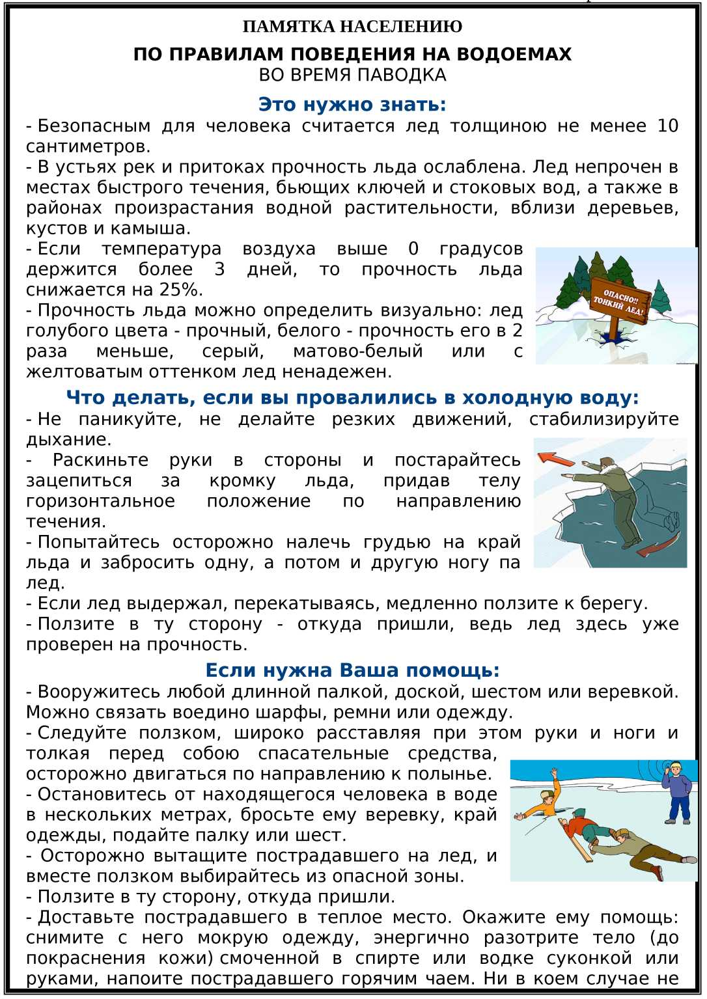 ПАМЯТКА НАСЕЛЕНИЮ
ПО ПРАВИЛАМ ПОВЕДЕНИЯ НА ВОДОЕМАХ
ВО ВРЕМЯ ПАВОДКА
Это нужно знать:
- Безопасным для человека считается лед толщиною не менее 10
сантиметров.
- В устьях рек и притоках прочность льда ослаблена. Лед непрочен в
местах быстрого течения, бьющих ключей и стоковых вод, а также в
районах произрастания водной растительности, вблизи деревьев,
кустов и камыша.
- Если температура воздуха выше 0 градусов
держится более 3 дней, то прочность льда
снижается на 25%.
- Прочность льда можно определить визуально: лед
голубого цвета - прочный, белого - прочность его в 2
раза меньше, серый, матово-белый или с
желтоватым оттенком лед ненадежен.
ОПАСНО!!
ТОНКИЙ ЛЕД!
Что делать, если вы провалились в холодную воду:
- Не паникуйте, не делайте резких движений, стабилизируйте
дыхание.
- Раскиньте руки в стороны и постарайтесь
зацепиться за кромку льда, придав телу
горизонтальное положение по направлению
течения.
- Попытайтесь осторожно налечь грудью на край
льда и забросить одну, а потом и другую ногу па
лед.
- Если лед выдержал, перекатываясь, медленно ползите к берегу.
- Ползите в ту сторону - откуда пришли, ведь лед здесь уже
проверен на прочность.
Если нужна Ваша помощь:
- Вооружитесь любой длинной палкой, доской, шестом или веревкой.
Можно связать воедино шарфы, ремни или одежду.
- Следуйте ползком, широко расставляя при этом руки и ноги и
толкая перед собою спасательные средства,
осторожно двигаться по направлению к полынье.
- Остановитесь от находящегося человека в воде
в нескольких метрах, бросьте ему веревку, край
одежды, подайте палку или шест.
- Осторожно вытащите пострадавшего на лед, и
вместе ползком выбирайтесь из опасной зоны.
- Ползите в ту сторону, откуда пришли.
- Доставьте пострадавшего в теплое место. Окажите ему помощь:
снимите с него мокрую одежду, энергично разотрите тело (до
покраснения кожи) смоченной в спирте или водке суконкой или
руками, напоите пострадавшего горячим чаем. Ни в коем случае не